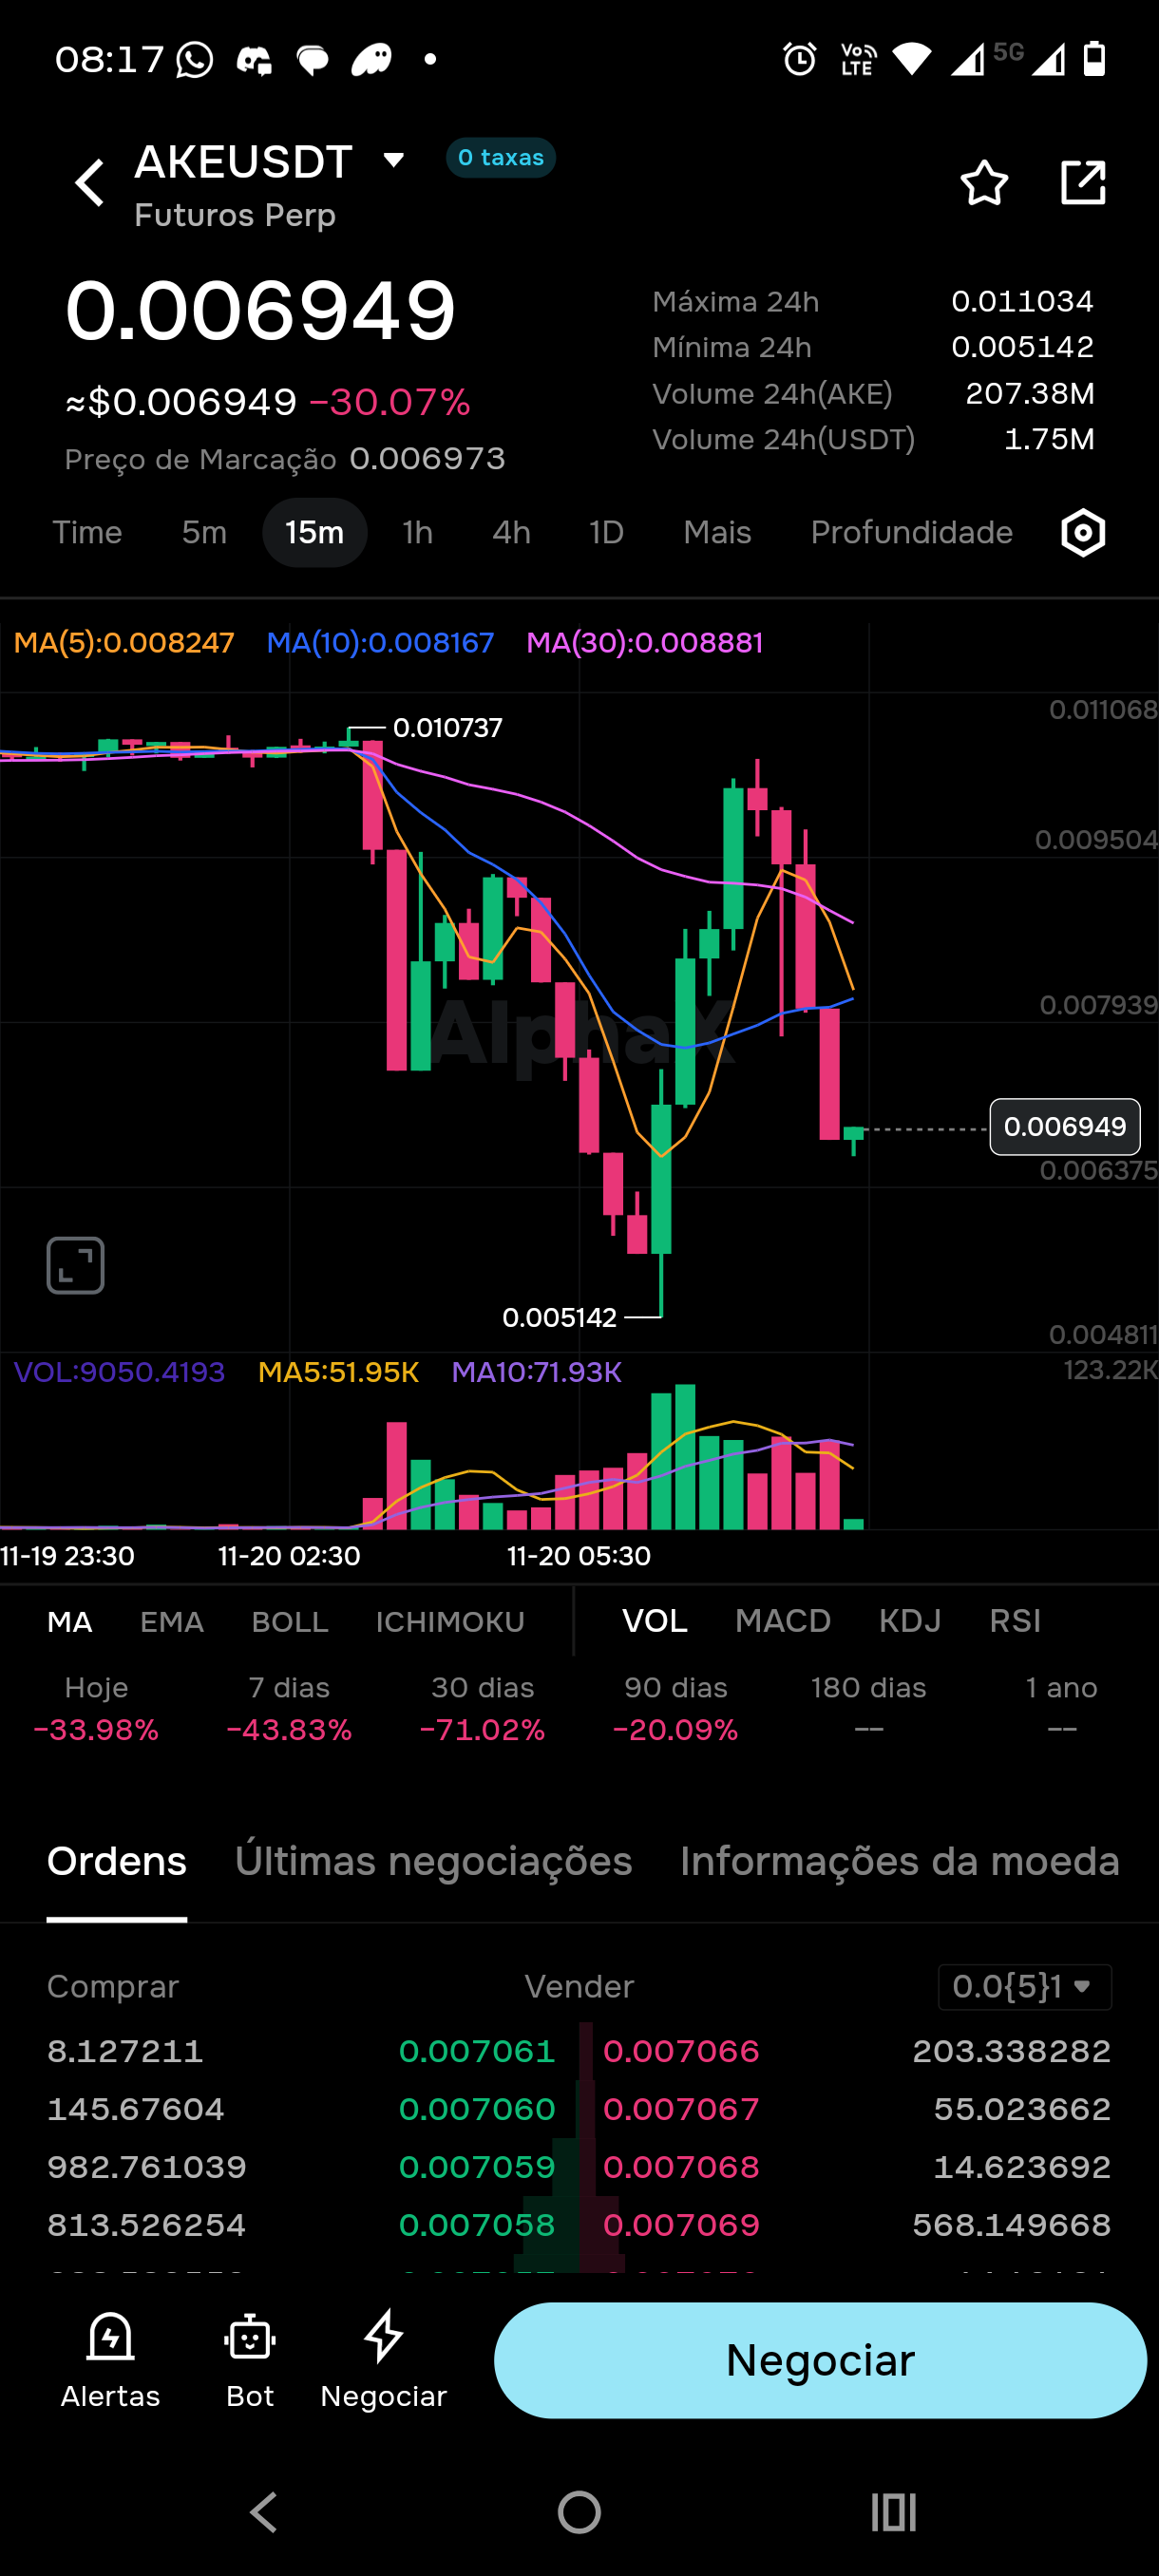 08:17
VoLTE 5G
AKEUSDT 0 taxas
Futuros Perp
0.006949
≈$0.006949 −30.07%
Preço de Marcação 0.006973
Máxima 24h 0.011034
Mínima 24h 0.005142
Volume 24h(AKE) 207.38M
Volume 24h(USDT) 1.75M
Time 5m 15m 1h 4h 1D Mais Profundidade
MA(5):0.008247 MA(10):0.008167 MA(30):0.008881
0.011068
0.010737
0.009504
AlphaX
0.007939
0.006949
0.006375
0.005142
0.004811
VOL:9050.4193 MA5:51.95K MA10:71.93K 123.22K
11-19 23:30 11-20 02:30 11-20 05:30
MA EMA BOLL ICHIMOKU VOL MACD KDJ RSI
Hoje 7 dias 30 dias 90 dias 180 dias 1 ano
−33.98% −43.83% −71.02% −20.09% −− −−
Ordens Últimas negociações Informações da moeda
Comprar Vender 0.0{5}1
8.127211 0.007061 0.007066 203.338282
145.67604 0.007060 0.007067 55.023662
982.761039 0.007059 0.007068 14.623692
813.526254 0.007058 0.007069 568.149668
Alertas Bot Negociar Negociar